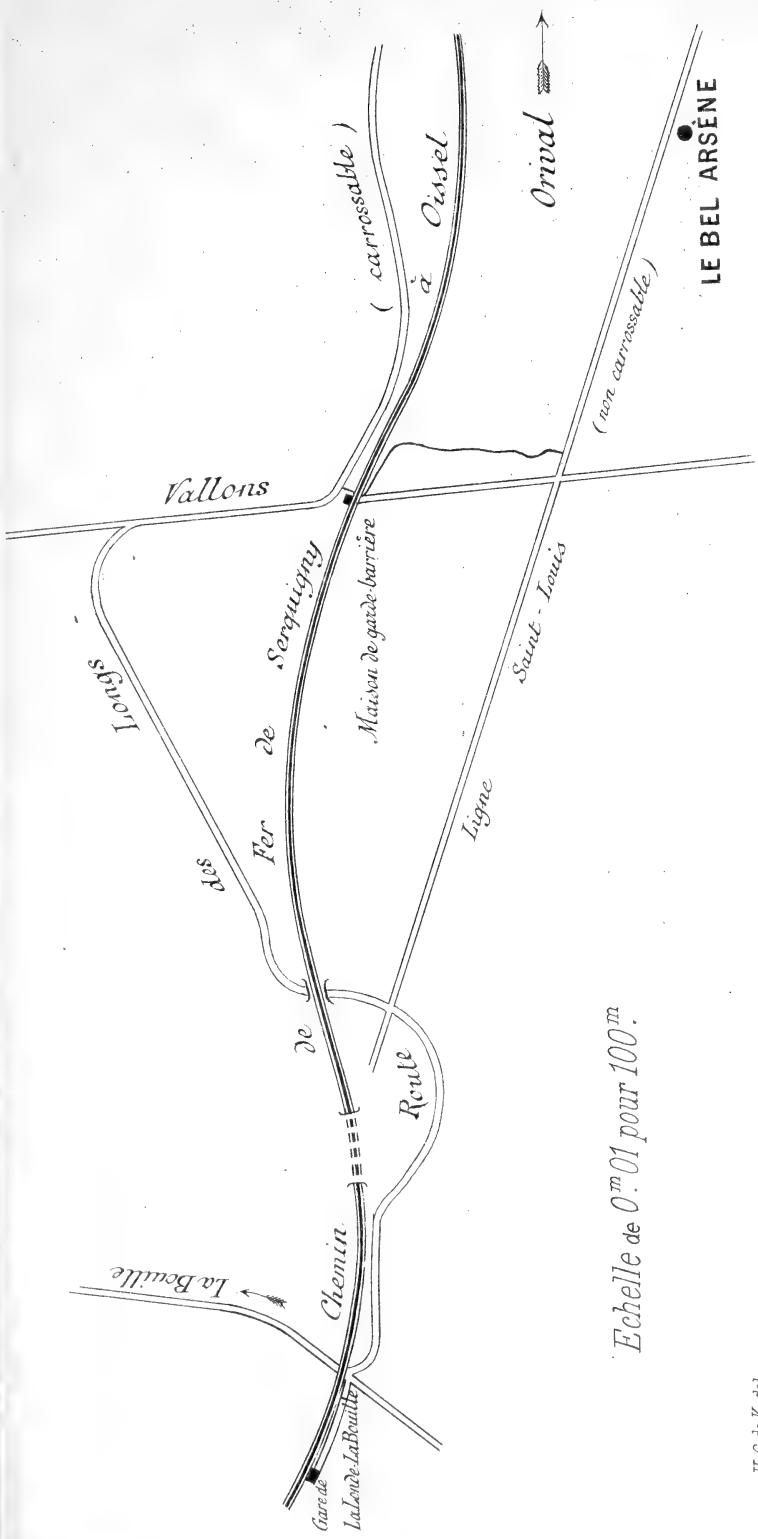 La Bouille
Gare de
La Londe-La Bouille
Chemin de Fer de Serquigny à Oissel
Route des Longs Vallons
( carrossable )
Maison de garde-barrière
Ligne Saint-Louis
(non carrossable)
Orival
LE BEL ARSÈNE
Echelle de 0m.01 pour 100m.